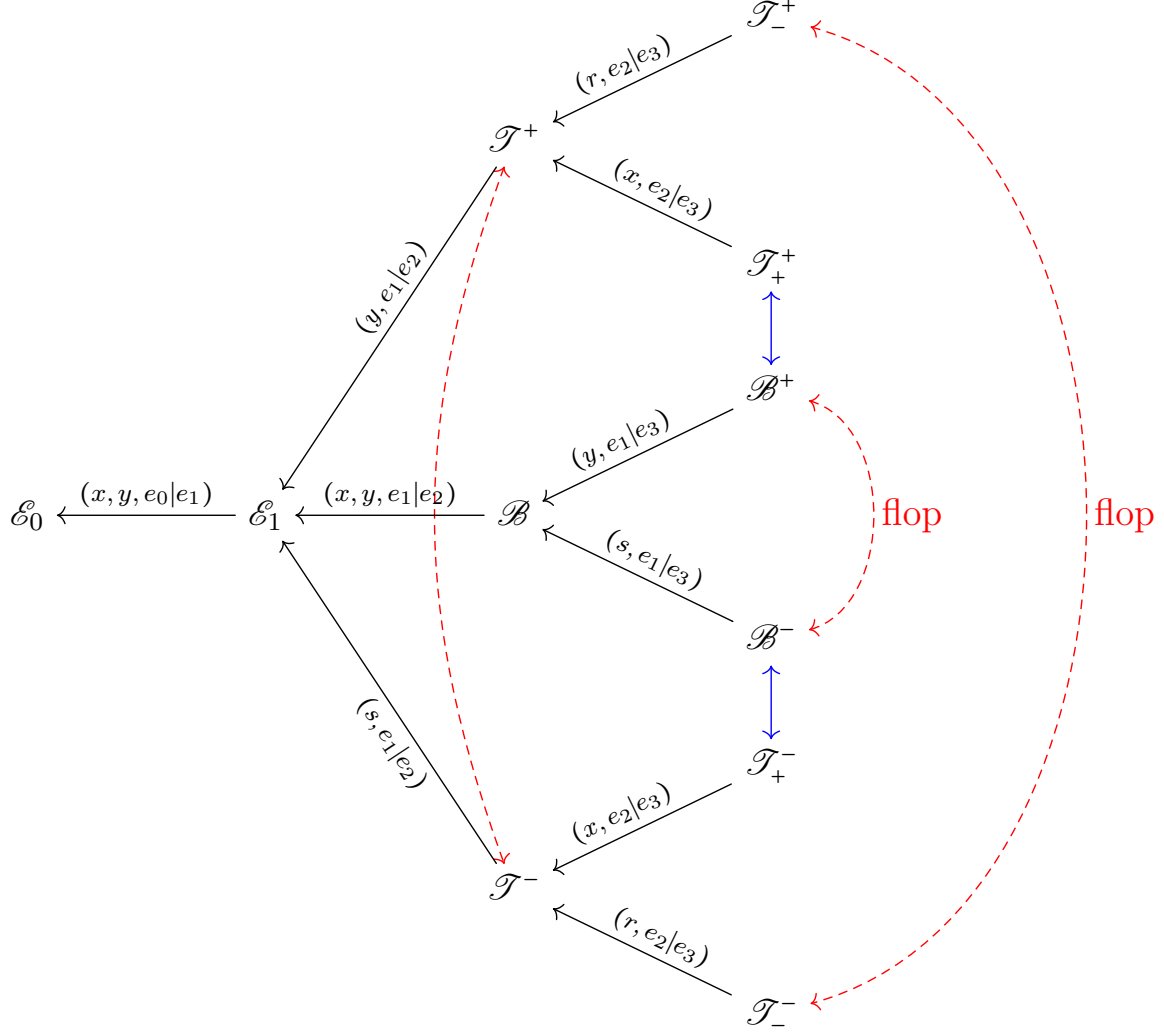 𝒯₋⁺
(r, e₂|e₃)
𝒯⁺
(x, e₂|e₃)
𝒯₊⁺
(y, e₁|e₂)
ℬ⁺
(y, e₁|e₃)
(x, y, e₀|e₁)
(x, y, e₁|e₂)
ℰ₀
ℰ₁
ℬ
flop
flop
(s, e₁|e₃)
ℬ⁻
(s, e₁|e₂)
𝒯₊⁻
(x, e₂|e₃)
𝒯⁻
(r, e₂|e₃)
𝒯₋⁻